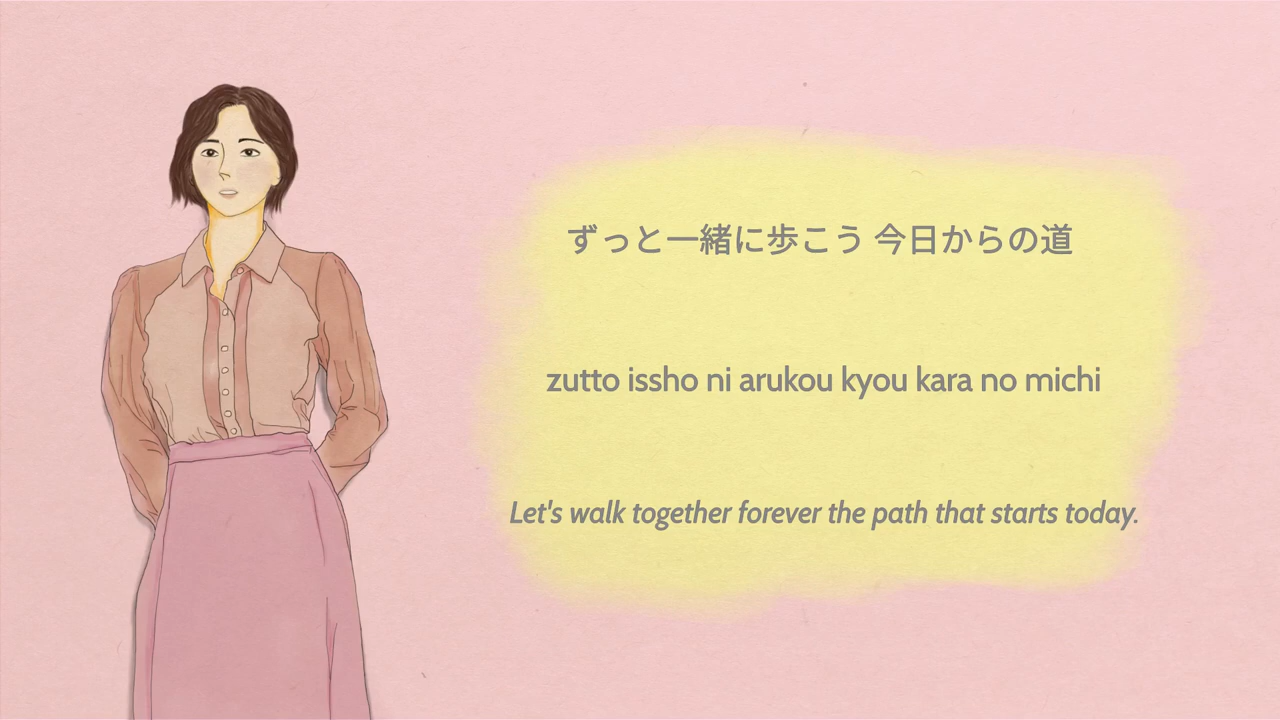 ずっと一緒に歩こう 今日からの道
zutto issho ni arukou kyou kara no michi
Let's walk together forever the path that starts today.